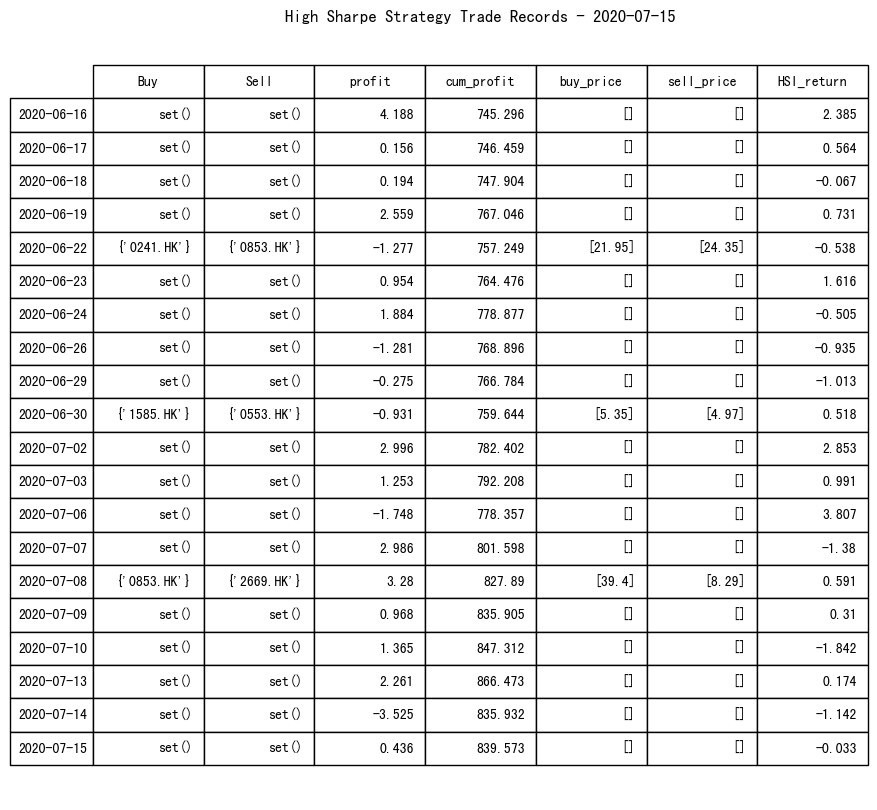 High Sharpe Strategy Trade Records - 2020-07-15
Buy Sell profit cum_profit buy_price sell_price HSI_return
2020-06-16 set() set() 4.188 745.296 [] [] 2.385
2020-06-17 set() set() 0.156 746.459 [] [] 0.564
2020-06-18 set() set() 0.194 747.904 [] [] -0.067
2020-06-19 set() set() 2.559 767.046 [] [] 0.731
2020-06-22 {'0241.HK'} {'0853.HK'} -1.277 757.249 [21.95] [24.35] -0.538
2020-06-23 set() set() 0.954 764.476 [] [] 1.616
2020-06-24 set() set() 1.884 778.877 [] [] -0.505
2020-06-26 set() set() -1.281 768.896 [] [] -0.935
2020-06-29 set() set() -0.275 766.784 [] [] -1.013
2020-06-30 {'1585.HK'} {'0553.HK'} -0.931 759.644 [5.35] [4.97] 0.518
2020-07-02 set() set() 2.996 782.402 [] [] 2.853
2020-07-03 set() set() 1.253 792.208 [] [] 0.991
2020-07-06 set() set() -1.748 778.357 [] [] 3.807
2020-07-07 set() set() 2.986 801.598 [] [] -1.38
2020-07-08 {'0853.HK'} {'2669.HK'} 3.28 827.89 [39.4] [8.29] 0.591
2020-07-09 set() set() 0.968 835.905 [] [] 0.31
2020-07-10 set() set() 1.365 847.312 [] [] -1.842
2020-07-13 set() set() 2.261 866.473 [] [] 0.174
2020-07-14 set() set() -3.525 835.932 [] [] -1.142
2020-07-15 set() set() 0.436 839.573 [] [] -0.033